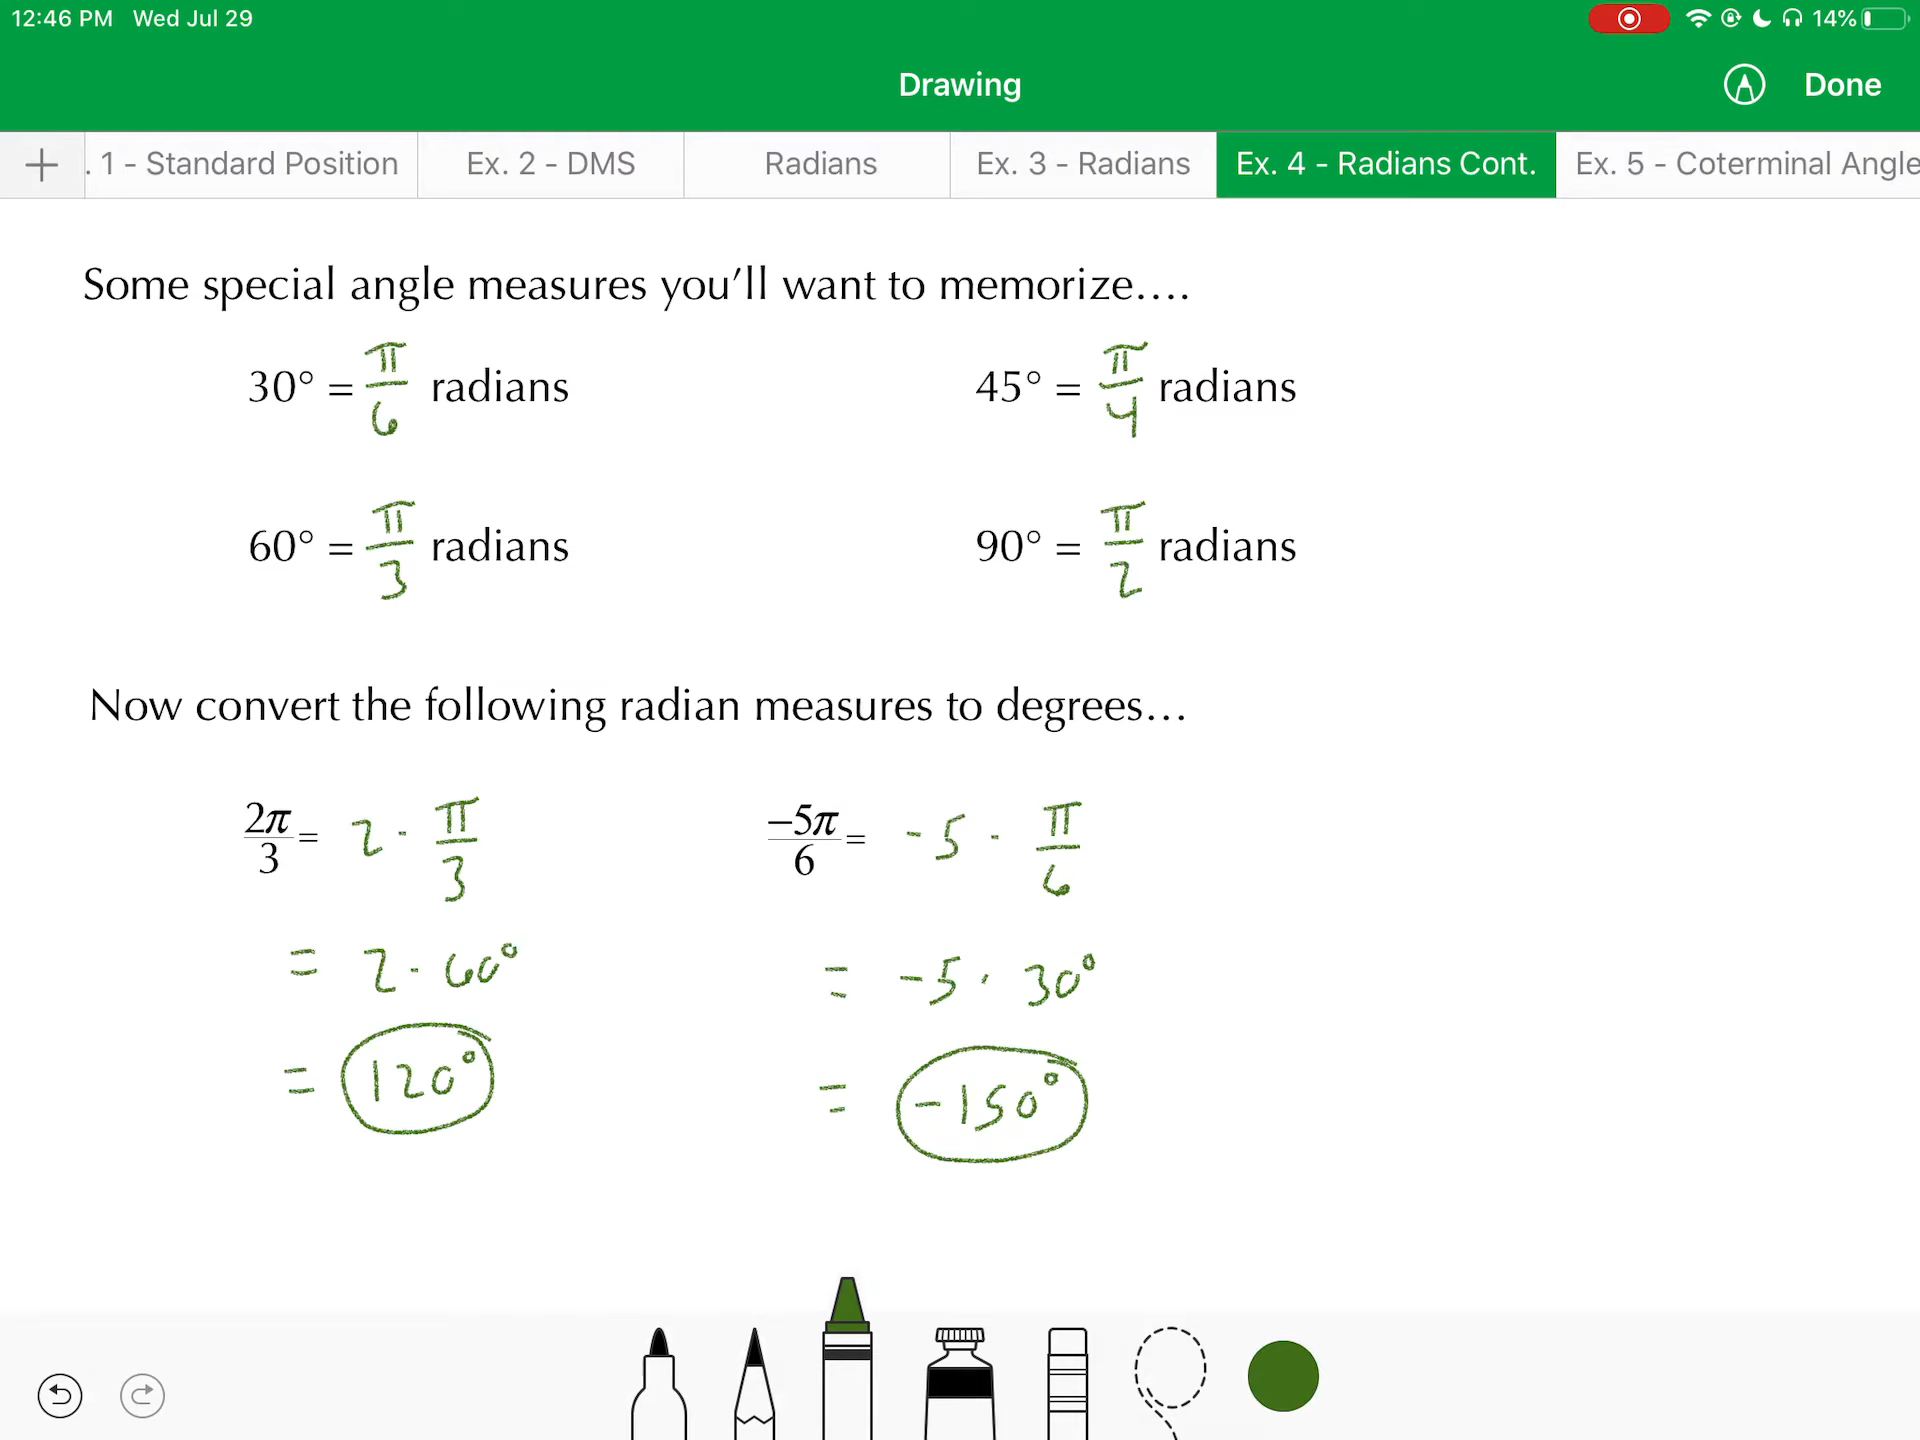 12:46 PM Wed Jul 29 14%
Drawing Done
. 1 - Standard Position Ex. 2 - DMS Radians Ex. 3 - Radians Ex. 4 - Radians Cont. Ex. 5 - Coterminal Angle
Some special angle measures you'll want to memorize....
30° = π/6 radians 45° = π/4 radians
60° = π/3 radians 90° = π/2 radians
Now convert the following radian measures to degrees...
2π/3 = 2 · π/3 -5π/6 = -5 · π/6
= 2 · 60° = -5 · 30°
= 120° = -150°